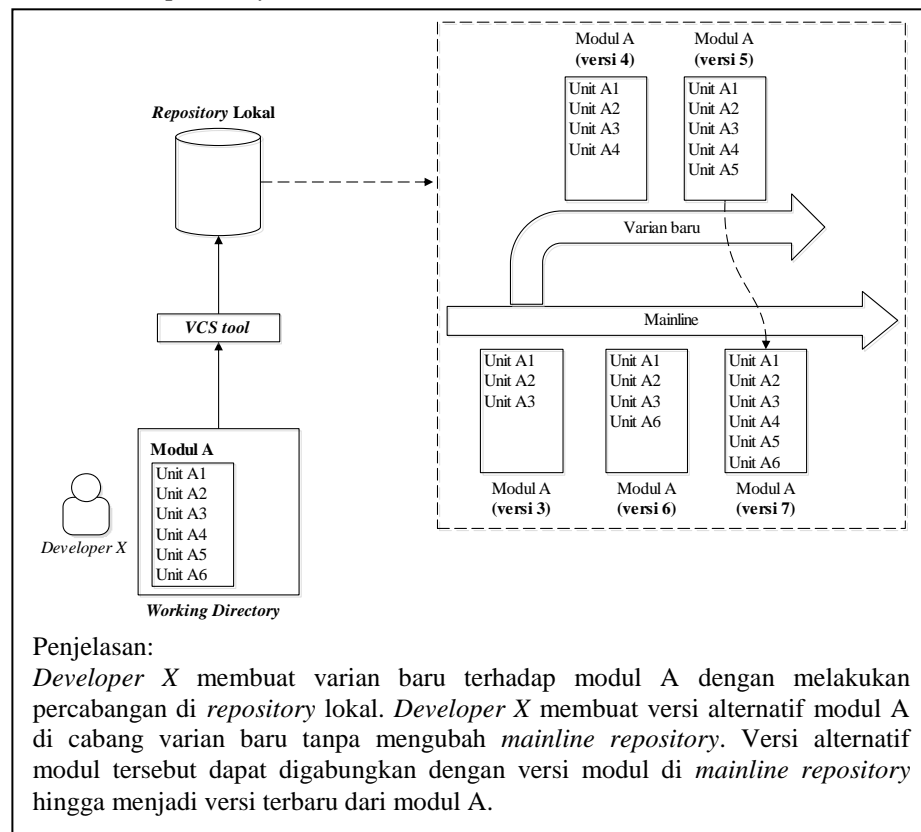 Modul A
(versi 4)
Modul A
(versi 5)
Unit A1
Unit A2
Unit A3
Unit A4
Unit A1
Unit A2
Unit A3
Unit A4
Unit A5
Repository Lokal
Varian baru
Mainline
VCS tool
Unit A1
Unit A2
Unit A3
Unit A1
Unit A2
Unit A3
Unit A6
Unit A1
Unit A2
Unit A3
Unit A4
Unit A5
Unit A6
Modul A
(versi 3)
Modul A
(versi 6)
Modul A
(versi 7)
Modul A
Unit A1
Unit A2
Unit A3
Unit A4
Unit A5
Unit A6
Developer X
Working Directory
Penjelasan:
Developer X membuat varian baru terhadap modul A dengan melakukan
percabangan di repository lokal. Developer X membuat versi alternatif modul A
di cabang varian baru tanpa mengubah mainline repository. Versi alternatif
modul tersebut dapat digabungkan dengan versi modul di mainline repository
hingga menjadi versi terbaru dari modul A.